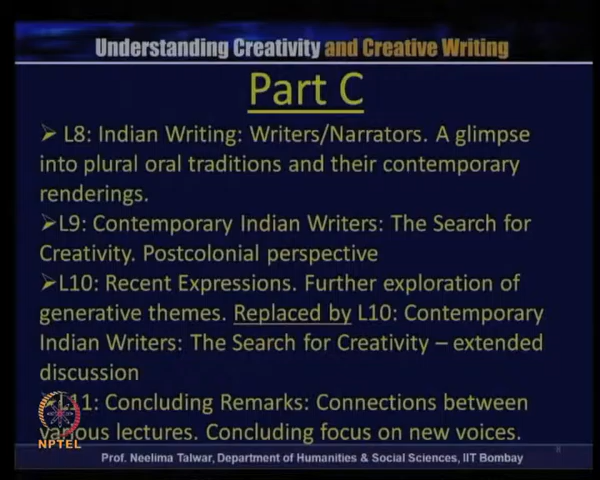 Understanding Creativity and Creative Writing
Part C
➢ L8: Indian Writing: Writers/Narrators. A glimpse
into plural oral traditions and their contemporary
renderings.
➢L9: Contemporary Indian Writers: The Search for
Creativity. Postcolonial perspective
➢L10: Recent Expressions. Further exploration of
generative themes. Replaced by L10: Contemporary
Indian Writers: The Search for Creativity – extended
discussion
L11: Concluding Remarks: Connections between
various lectures. Concluding focus on new voices.
NPTEL
Prof. Neelima Talwar, Department of Humanities & Social Sciences, IIT Bombay
8